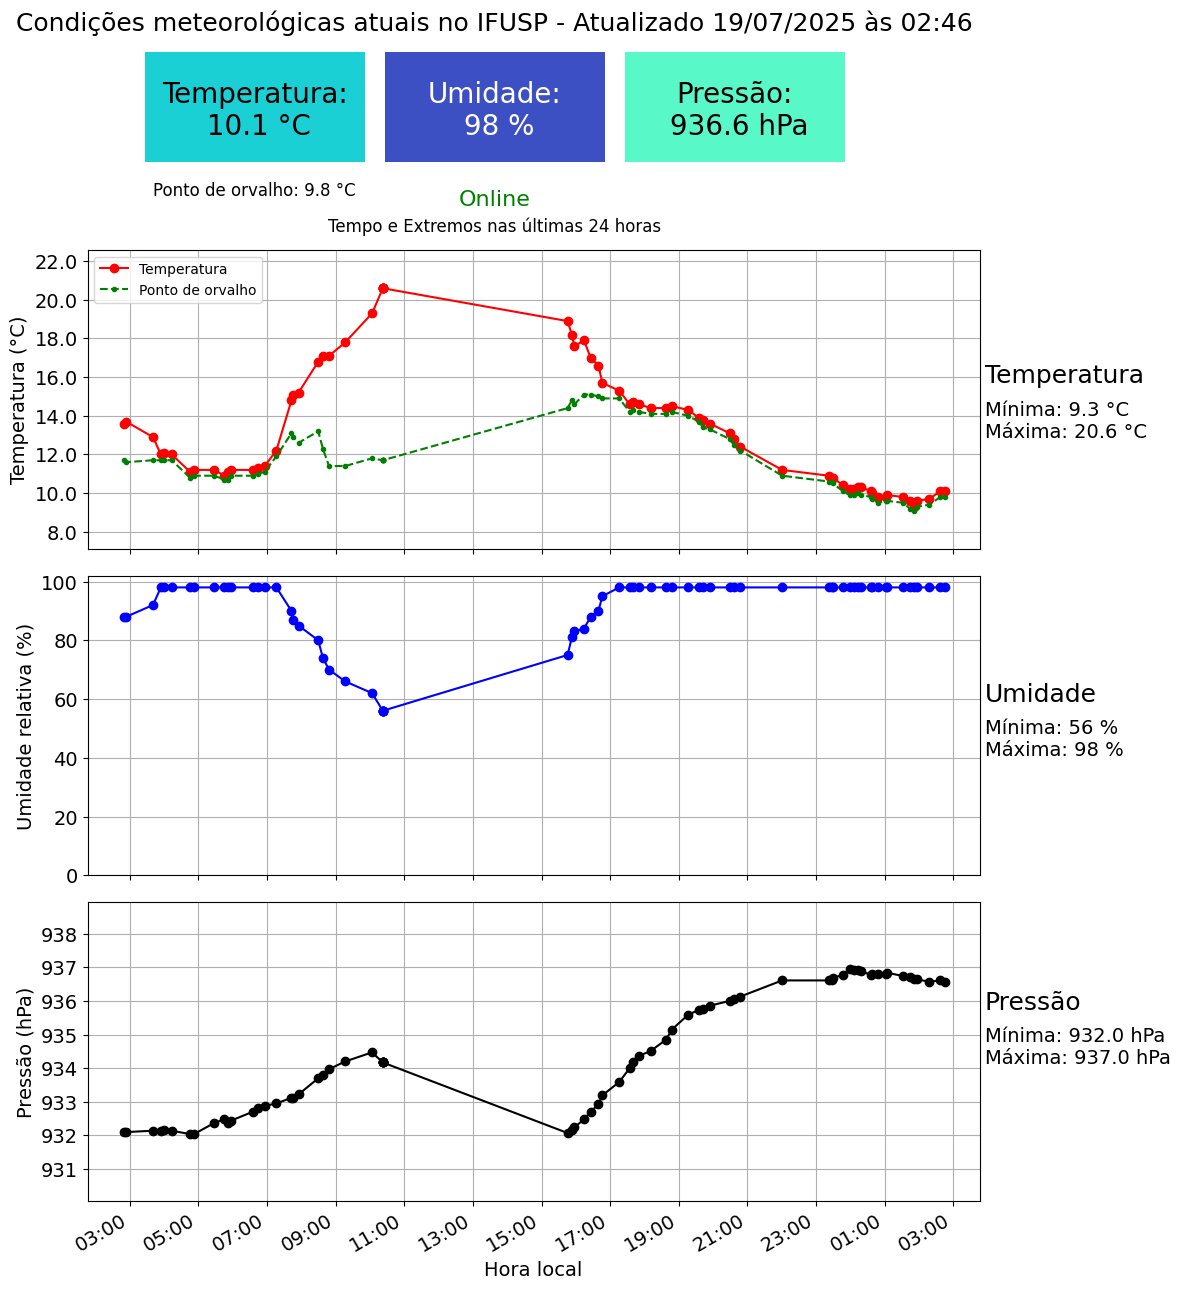 Condições meteorológicas atuais no IFUSP - Atualizado 19/07/2025 às 02:46
Temperatura:
10.1 °C
Umidade:
98 %
Pressão:
936.6 hPa
Ponto de orvalho: 9.8 °C
Online
Tempo e Extremos nas últimas 24 horas
Temperatura (°C)
22.0
20.0
18.0
16.0
14.0
12.0
10.0
8.0
Temperatura
Ponto de orvalho
Temperatura
Mínima: 9.3 °C
Máxima: 20.6 °C
Umidade relativa (%)
100
80
60
40
20
0
Umidade
Mínima: 56 %
Máxima: 98 %
Pressão (hPa)
938
937
936
935
934
933
932
931
Pressão
Mínima: 932.0 hPa
Máxima: 937.0 hPa
03:00
05:00
07:00
09:00
11:00
13:00
15:00
17:00
19:00
21:00
23:00
01:00
03:00
Hora local